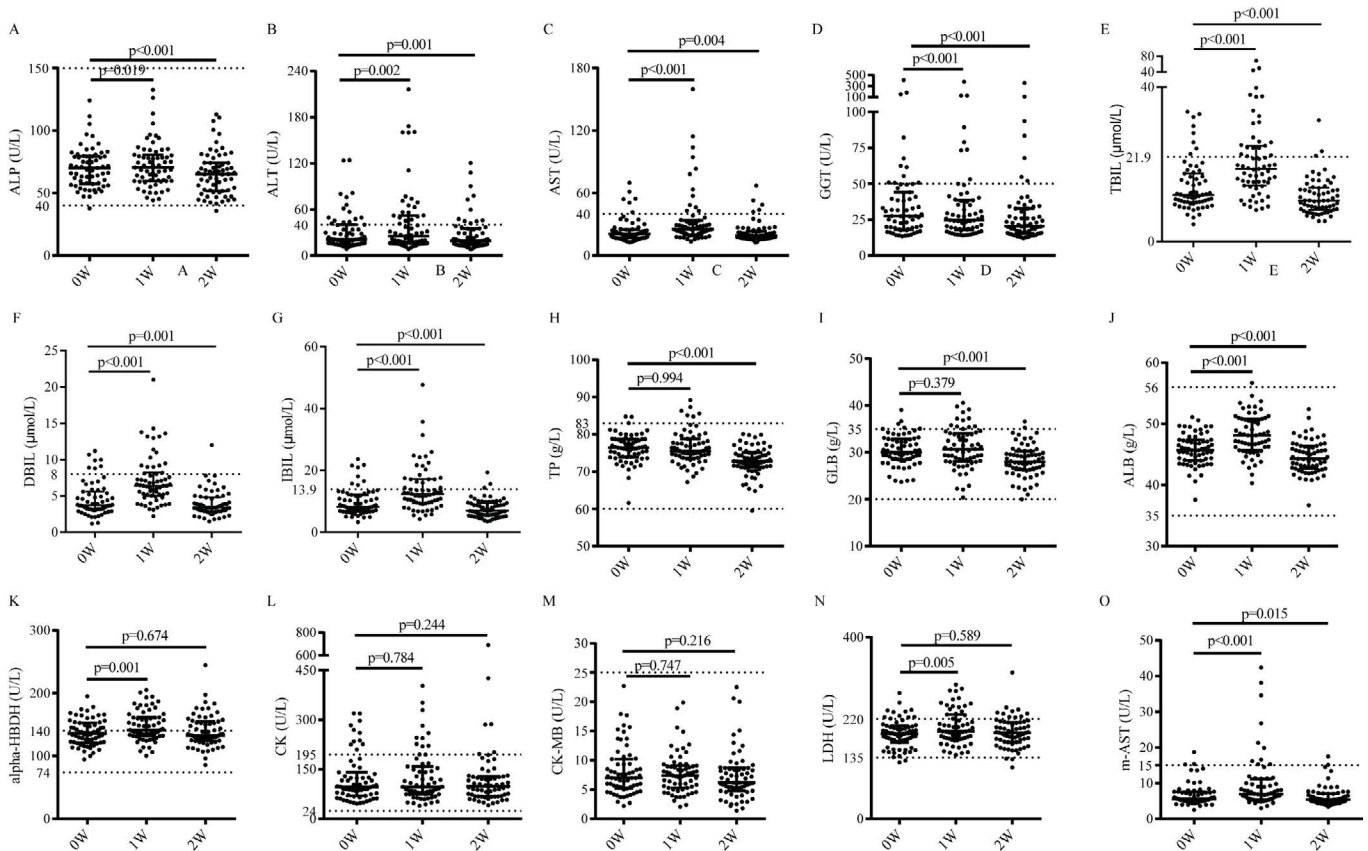 A
p<0.001
p=0.019
150
100
50
40
0
ALP (U/L)
0W
1W
2W
A
B
p=0.001
p=0.002
240
180
120
60
40
0
ALT (U/L)
0W
1W
2W
B
C
p=0.004
p<0.001
180
120
60
40
0
AST (U/L)
0W
1W
2W
C
D
p<0.001
p<0.001
500
300
100
100
75
50
25
0
GGT (U/L)
0W
1W
2W
D
E
p<0.001
p<0.001
80
40
40
21.9
0
TBIL (μmol/L)
0W
1W
2W
E
F
p=0.001
p<0.001
25
20
15
10
8
5
0
DBIL (μmol/L)
0W
1W
2W
G
p<0.001
p<0.001
60
40
20
13.9
0
IBIL (μmol/L)
0W
1W
2W
H
p<0.001
p=0.994
100
90
83
80
70
60
50
TP (g/L)
0W
1W
2W
I
p<0.001
p=0.379
50
40
35
30
20
10
GLB (g/L)
0W
1W
2W
J
p<0.001
p<0.001
60
56
50
40
35
30
ALB (g/L)
0W
1W
2W
K
p=0.674
p=0.001
300
200
140
100
74
0
alpha-HBDH (U/L)
0W
1W
2W
L
p=0.244
p=0.784
800
600
450
300
195
150
24
0
CK (U/L)
0W
1W
2W
M
p=0.216
p=0.747
30
25
20
15
10
5
0
CK-MB (U/L)
0W
1W
2W
N
p=0.589
p=0.005
400
220
135
0
LDH (U/L)
0W
1W
2W
O
p=0.015
p<0.001
50
40
30
20
15
10
0
m-AST (U/L)
0W
1W
2W